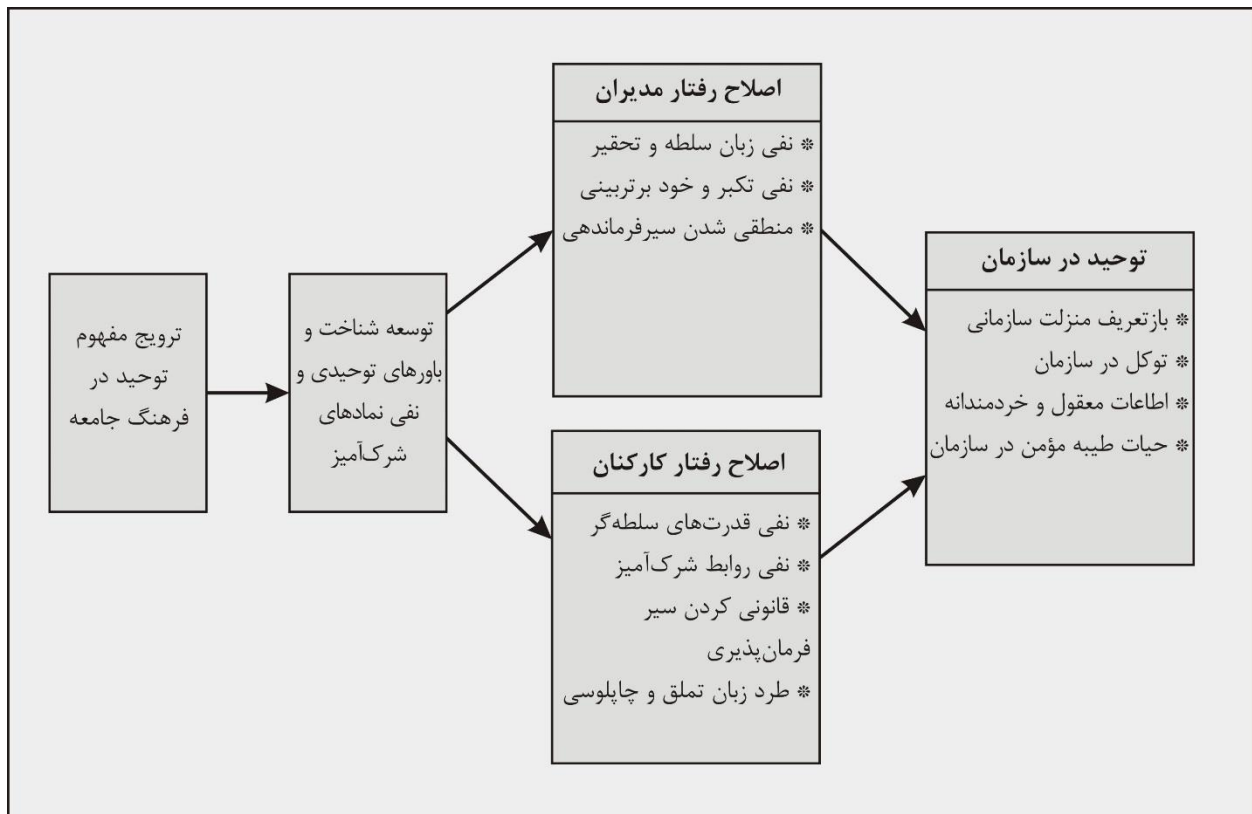 ترویج مفهوم
توحید در
فرهنگ جامعه
توسعه شناخت و
باورهای توحیدی و
نفی نمادهای
شرک‌آمیز
اصلاح رفتار مدیران
* نفی زبان سلطه و تحقیر
* نفی تکبر و خود برتربینی
* منطقی شدن سیرفرماندهی
اصلاح رفتار کارکنان
* نفی قدرت‌های سلطه‌گر
* نفی روابط شرک‌آمیز
* قانونی کردن سیر
فرمان‌پذیری
* طرد زبان تملق و چاپلوسی
توحید در سازمان
* بازتعریف منزلت سازمانی
* توکل در سازمان
* اطاعات معقول و خردمندانه
* حیات طیبه مؤمن در سازمان